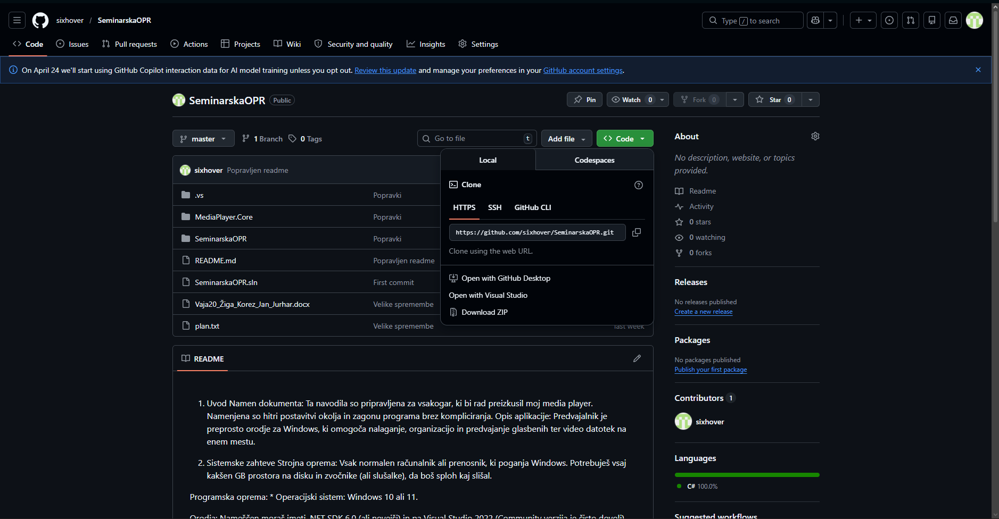 sixhover / SeminarskaOPR
Type / to search
Code Issues Pull requests Actions Projects Wiki Security and quality Insights Settings
On April 24 we'll start using GitHub Copilot interaction data for AI model training unless you opt out. Review this update and manage your preferences in your GitHub account settings.
SeminarskaOPR Public
Pin Watch 0 Fork 0 Star 0
master 1 Branch 0 Tags
Go to file t Add file Code
Local Codespaces
sixhover Popravljen readme
Clone
.vs Popravki
HTTPS SSH GitHub CLI
MediaPlayer.Core Popravki
https://github.com/sixhover/SeminarskaOPR.git
SeminarskaOPR Popravki
Clone using the web URL.
README.md Popravljen readme
Open with GitHub Desktop
SeminarskaOPR.sln First commit
Open with Visual Studio
Vaja20_Žiga_Korez_Jan_Jurhar.docx Velike spremembe
Download ZIP
plan.txt Velike spremembe last week
README
1. Uvod Namen dokumenta: Ta navodila so pripravljena za vsakogar, ki bi rad preizkusil moj media player.
Namenjena so hitri postavitvi okolja in zagonu programa brez kompliciranja. Opis aplikacije: Predvajalnik je
preprosto orodje za Windows, ki omogoča nalaganje, organizacijo in predvajanje glasbenih ter video datotek na
enem mestu.
2. Sistemske zahteve Strojna oprema: Vsak normalen računalnik ali prenosnik, ki poganja Windows. Potrebuješ vsaj
kakšen GB prostora na disku in zvočnike (ali slušalke), da boš sploh kaj slišal.
Programska oprema: * Operacijski sistem: Windows 10 ali 11.
Orodja: Nameščen moraš imeti .NET SDK 6.0 (ali novejši) in pa Visual Studio 2022 (Community verzija je čisto dovolj)
About
No description, website, or topics
provided.
Readme
Activity
0 stars
0 watching
0 forks
Releases
No releases published
Create a new release
Packages
No packages published
Publish your first package
Contributors 1
sixhover
Languages
C# 100.0%
Suggested workflows